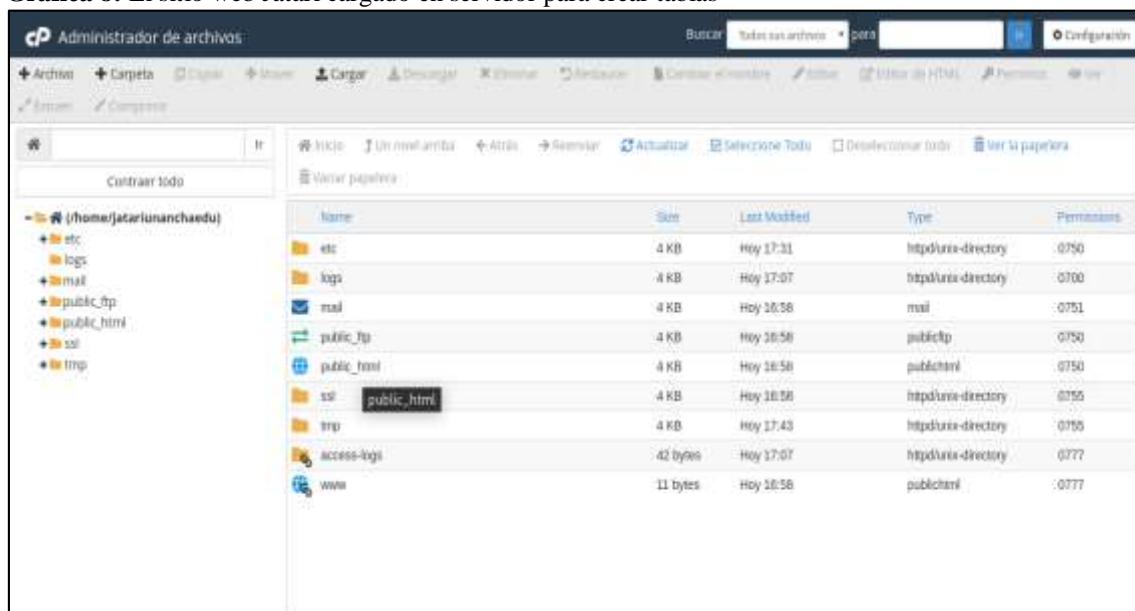 Gráfica 6. El sitio web Jatari cargado en servidor para crear tablas
cP Administrador de archivos
Buscar Todos sus archivos para Ir Configuración
Archivo Carpeta Copiar Mover Cargar Descargar Eliminar Restaurar Cambiar el nombre Editar Editor de HTML Permisos Ver
Extraer Comprimir
Ir
Inicio Un nivel arriba Atrás Reenviar Actualizar Seleccione Todo Deseleccionar todo Ver la papelera
Contraer todo
Vaciar papelera
(/home/jatariunanchaedu)
etc
logs
mail
public_ftp
public_html
ssl
tmp
Name Size Last Modified Type Permissions
etc 4 KB Hoy 17:31 httpd/unix-directory 0750
logs 4 KB Hoy 17:07 httpd/unix-directory 0700
mail 4 KB Hoy 16:58 mail 0751
public_ftp 4 KB Hoy 16:58 publicftp 0750
public_html 4 KB Hoy 16:58 publichtml 0750
ssl 4 KB Hoy 16:58 httpd/unix-directory 0755
public_html
tmp 4 KB Hoy 17:43 httpd/unix-directory 0755
access-logs 42 bytes Hoy 17:07 httpd/unix-directory 0777
www 11 bytes Hoy 16:58 publichtml 0777